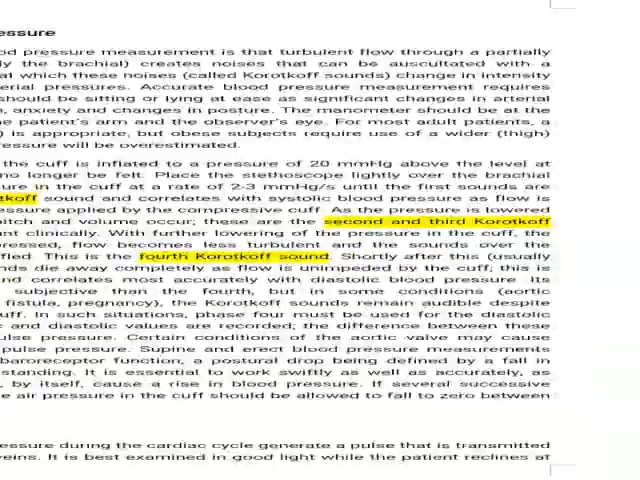 essure
od pressure measurement is that turbulent flow through a partially
ly the brachial) creates noises that can be auscultated with a
at which these noises (called Korotkoff sounds) change in intensity
erial pressures. Accurate blood pressure measurement requires
should be sitting or lying at ease as significant changes in arterial
n, anxiety and changes in posture. The manometer should be at the
he patient's arm and the observer's eye. For most adult patients, a
) is appropriate, but obese subjects require use of a wider (thigh)
ressure will be overestimated.
the cuff is inflated to a pressure of 20 mmHg above the level at
no longer be felt. Place the stethoscope lightly over the brachial
ure in the cuff at a rate of 2-3 mmHg/s until the first sounds are
tkoff sound and correlates with systolic blood pressure as flow is
essure applied by the compressive cuff. As the pressure is lowered
pitch and volume occur; these are the second and third Korotkoff
ant clinically. With further lowering of the pressure in the cuff, the
pressed, flow becomes less turbulent and the sounds over the
ffled. This is the fourth Korotkoff sound. Shortly after this (usually
nds die away completely as flow is unimpeded by the cuff; this is
nd correlates most accurately with diastolic blood pressure. Its
subjective than the fourth, but in some conditions (aortic
fistula, pregnancy), the Korotkoff sounds remain audible despite
uff. In such situations, phase four must be used for the diastolic
c and diastolic values are recorded; the difference between these
pulse pressure. Certain conditions of the aortic valve may cause
pulse pressure. Supine and erect blood pressure measurements
baroreceptor function, a postural drop being defined by a fall in
standing. It is essential to work swiftly as well as accurately, as
, by itself, cause a rise in blood pressure. If several successive
e air pressure in the cuff should be allowed to fall to zero between
essure during the cardiac cycle generate a pulse that is transmitted
veins. It is best examined in good light while the patient reclines at